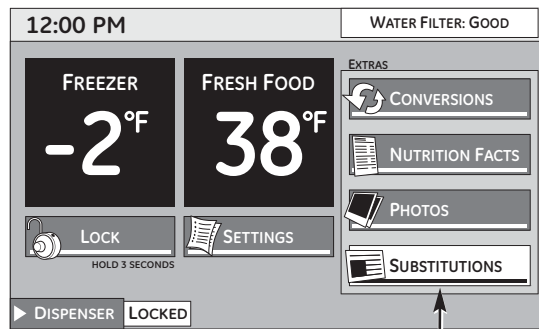 12:00 PM
WATER FILTER: GOOD
FREEZER
-2°F
FRESH FOOD
38°F
EXTRAS
CONVERSIONS
NUTRITION FACTS
PHOTOS
SUBSTITUTIONS
LOCK
HOLD 3 SECONDS
SETTINGS
DISPENSER LOCKED